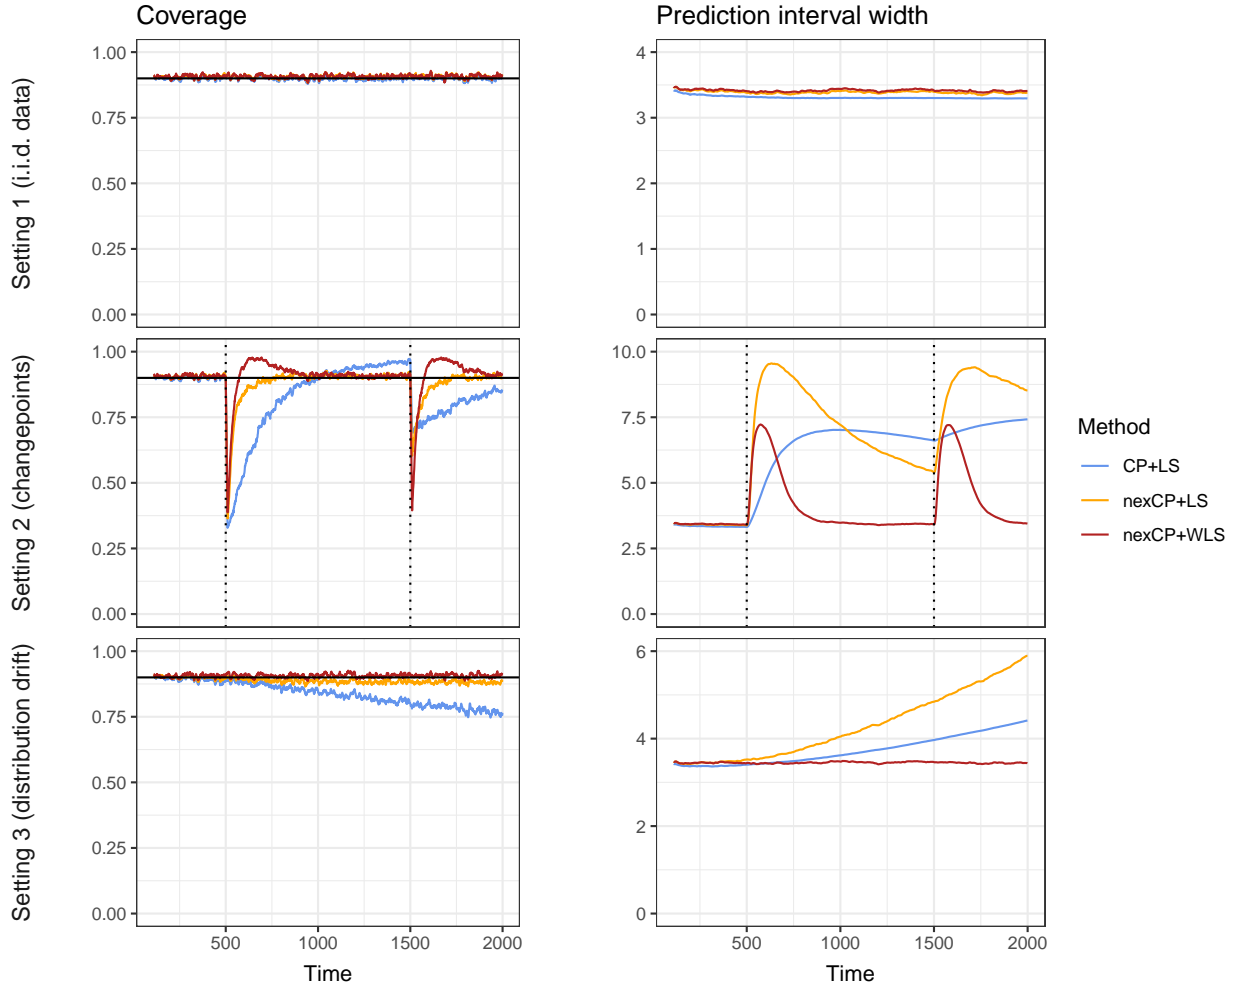 Coverage
Prediction interval width
Setting 1 (i.i.d. data)
1.00
0.75
0.50
0.25
0.00
4
3
2
1
0
Setting 2 (changepoints)
1.00
0.75
0.50
0.25
0.00
10.0
7.5
5.0
2.5
0.0
Setting 3 (distribution drift)
1.00
0.75
0.50
0.25
0.00
6
4
2
0
500 1000 1500 2000
Time
500 1000 1500 2000
Time
Method
CP+LS
nexCP+LS
nexCP+WLS